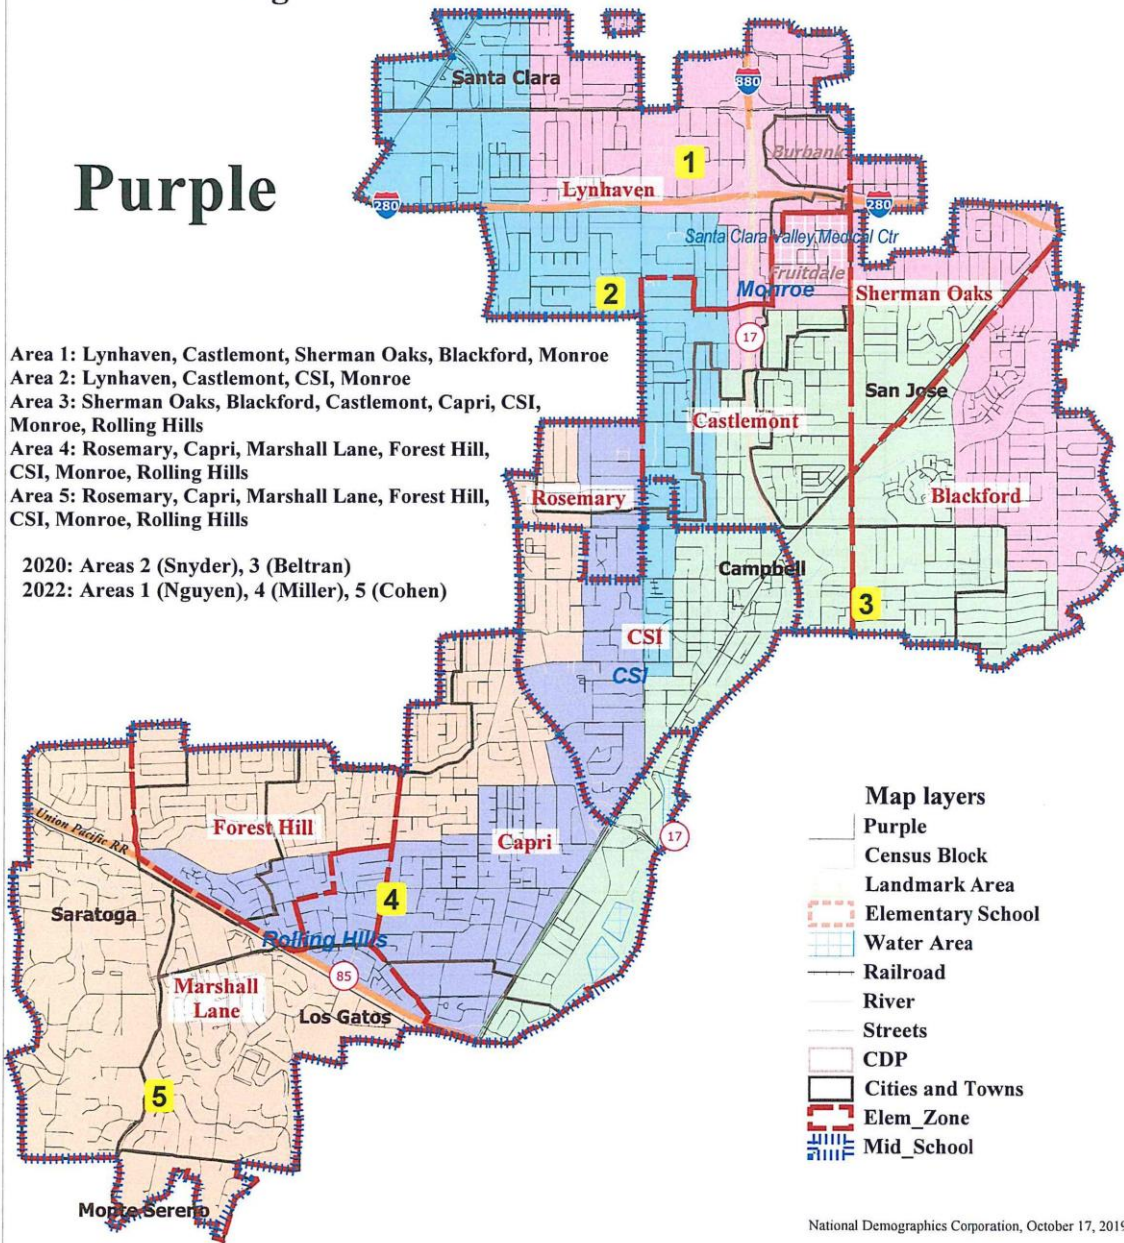 Purple
Santa Clara
880
Burbank
1
Lynhaven
280
280
Santa Clara Valley Medical Ctr
Fruitdale
2
Monroe
Sherman Oaks
17
Area 1: Lynhaven, Castlemont, Sherman Oaks, Blackford, Monroe
Area 2: Lynhaven, Castlemont, CSI, Monroe
Area 3: Sherman Oaks, Blackford, Castlemont, Capri, CSI,
Monroe, Rolling Hills
Area 4: Rosemary, Capri, Marshall Lane, Forest Hill,
CSI, Monroe, Rolling Hills
Area 5: Rosemary, Capri, Marshall Lane, Forest Hill,
CSI, Monroe, Rolling Hills
San Jose
Castlemont
Rosemary
Blackford
2020: Areas 2 (Snyder), 3 (Beltran)
2022: Areas 1 (Nguyen), 4 (Miller), 5 (Cohen)
Campbell
3
CSI
CSI
Union Pacific RR
Forest Hill
Capri
17
4
Saratoga
Rolling Hills
85
Marshall
Lane
Los Gatos
5
Monte Sereno
Map layers
Purple
Census Block
Landmark Area
Elementary School
Water Area
Railroad
River
Streets
CDP
Cities and Towns
Elem_Zone
Mid_School
National Demographics Corporation, October 17, 2019